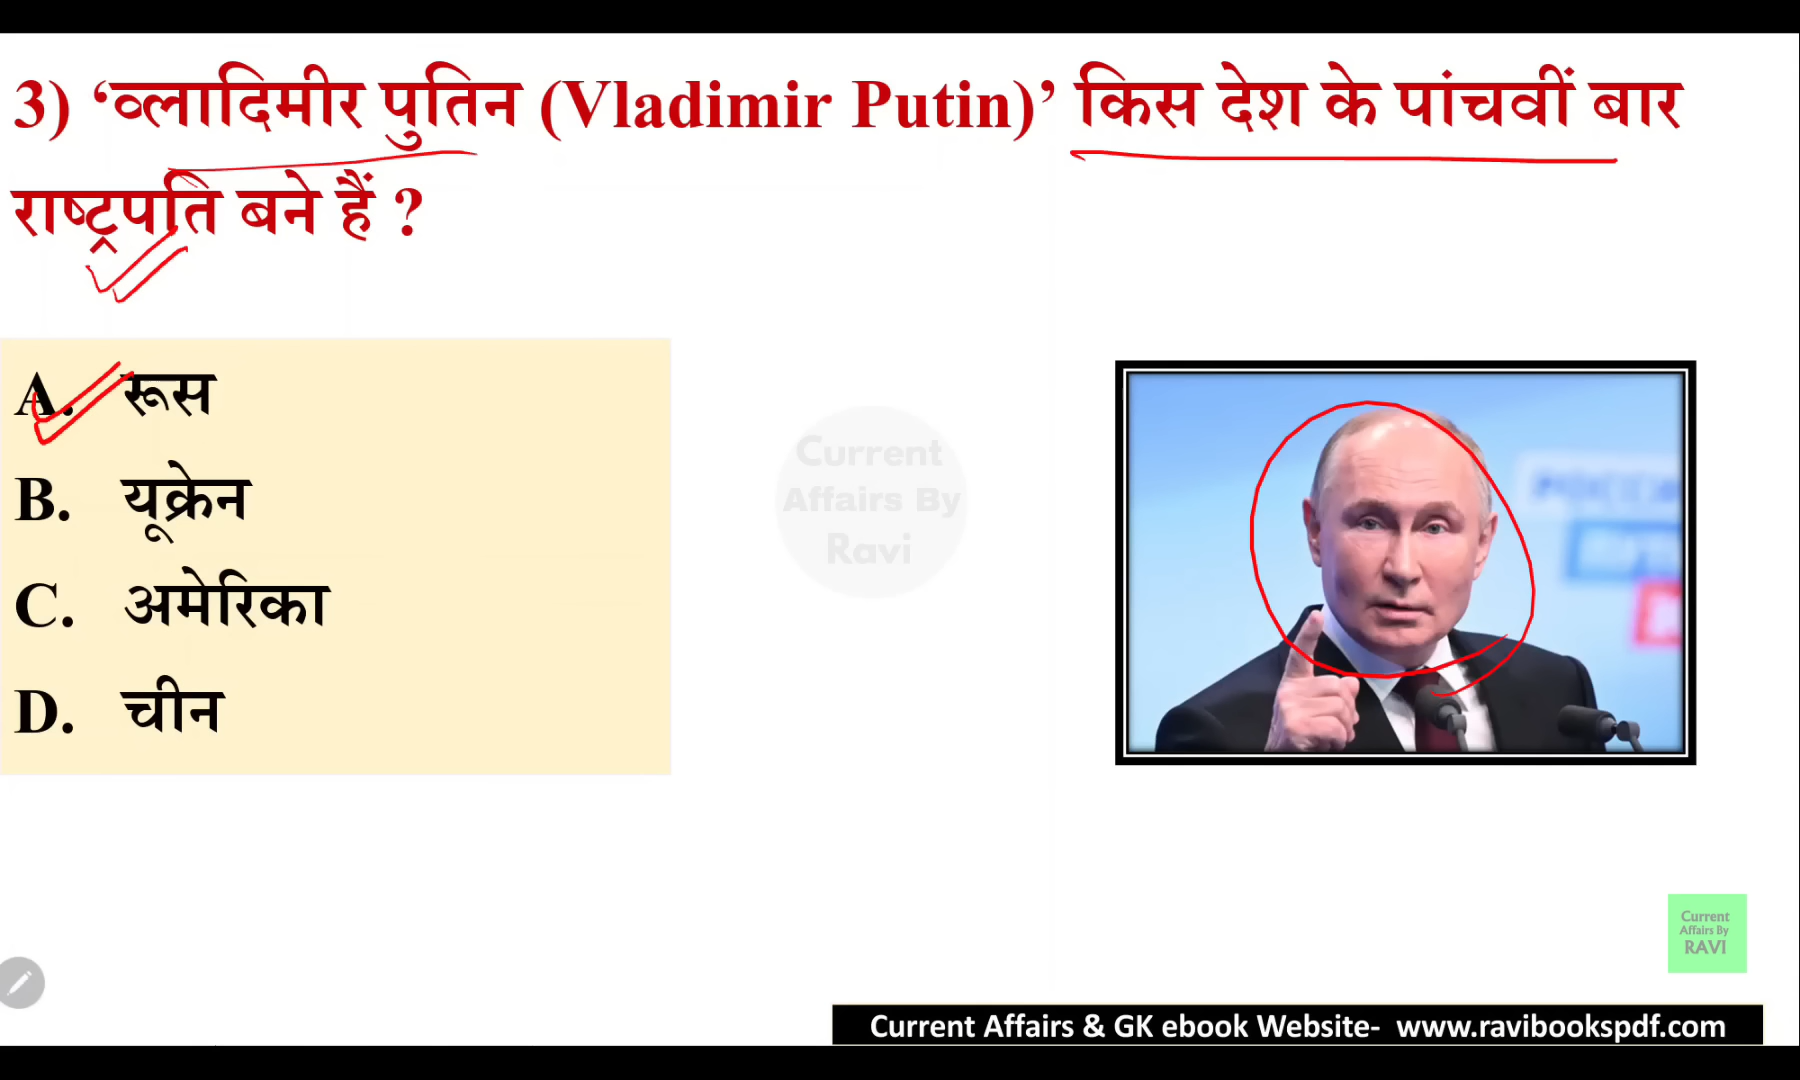 3) ‘व्लादिमीर पुतिन (Vladimir Putin)’ किस देश के पांचवीं बार
राष्ट्रपति बने हैं ?
A. रूस
B. यूक्रेन
C. अमेरिका
D. चीन
Current
Affairs By
Ravi
Current
Affairs By
RAVI
Current Affairs & GK ebook Website- www.ravibookspdf.com